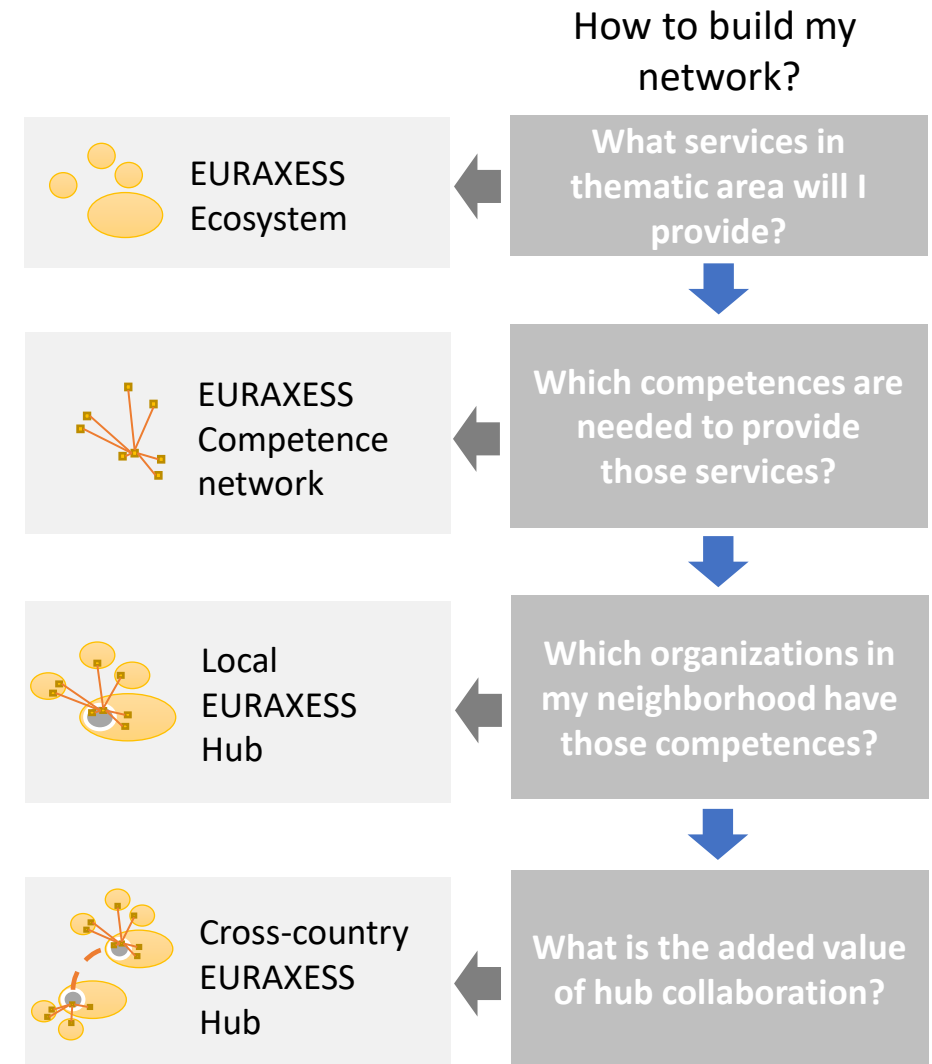 How to build my
network?
EURAXESS
Ecosystem
What services in
thematic area will I
provide?
EURAXESS
Competence
network
Which competences are
needed to provide
those services?
Local
EURAXESS
Hub
Which organizations in
my neighborhood have
those competences?
Cross-country
EURAXESS
Hub
What is the added value
of hub collaboration?